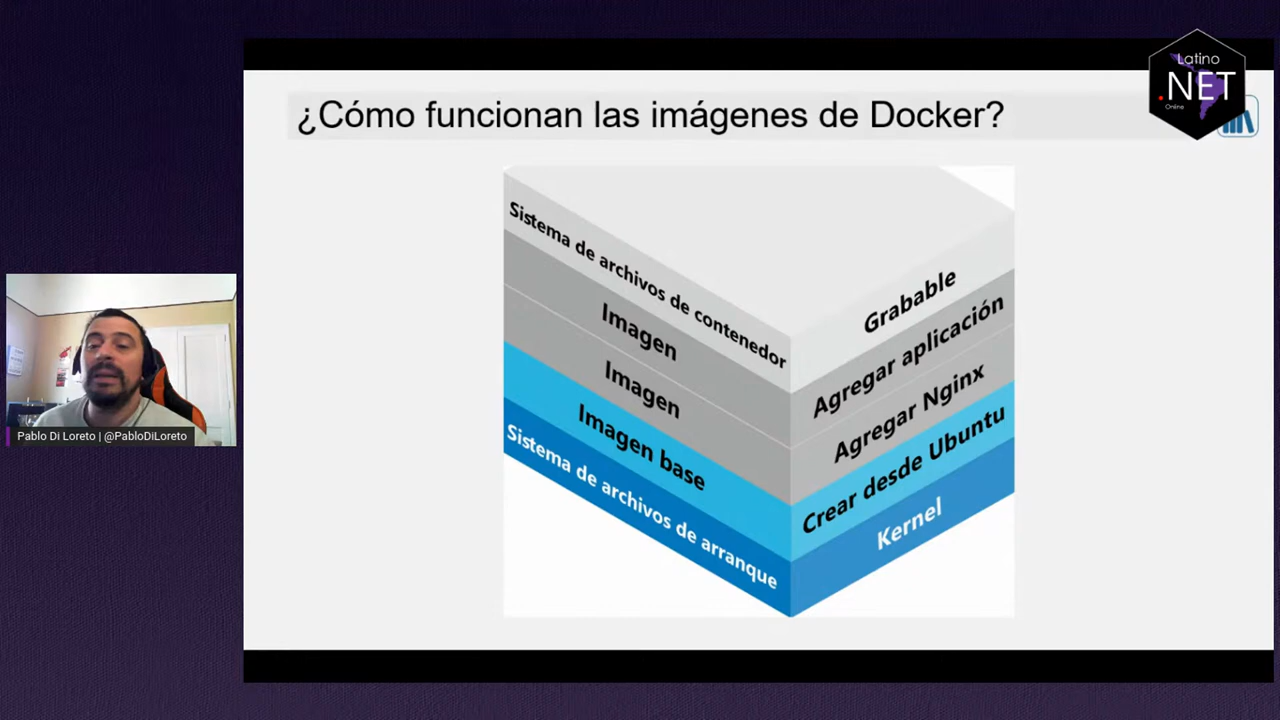 Latino
.NET
Online
¿Cómo funcionan las imágenes de Docker?
Sistema de archivos de contenedor
Grabable
Imagen
Agregar aplicación
Imagen
Agregar Nginx
Imagen base
Crear desde Ubuntu
Sistema de archivos de arranque
Kernel
Pablo Di Loreto | @PabloDiLoreto